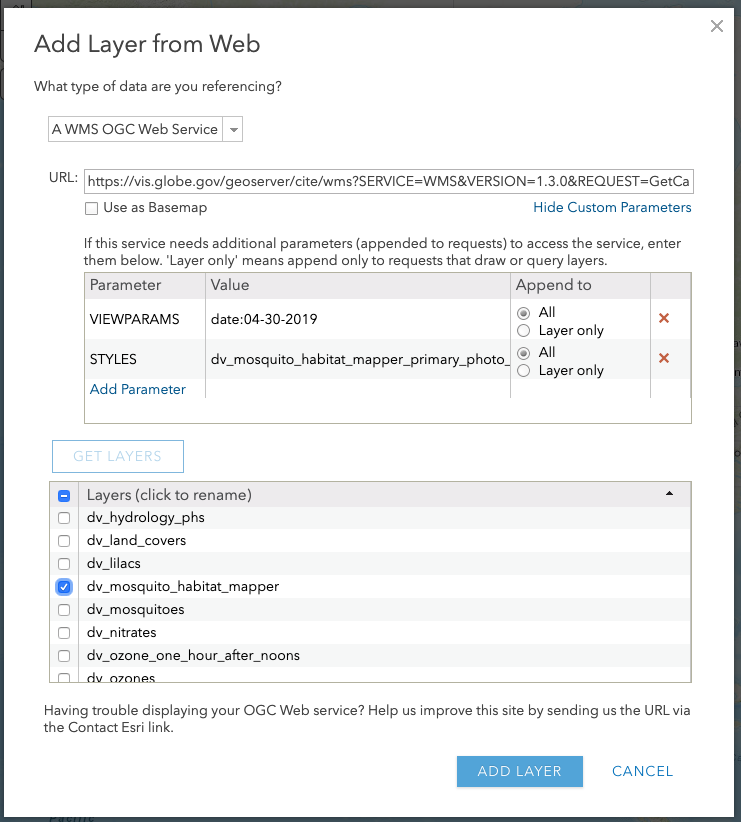 Add Layer from Web
What type of data are you referencing?
A WMS OGC Web Service
URL: https://vis.globe.gov/geoserver/cite/wms?SERVICE=WMS&VERSION=1.3.0&REQUEST=GetCa
Use as Basemap Hide Custom Parameters
If this service needs additional parameters (appended to requests) to access the service, enter
them below. 'Layer only' means append only to requests that draw or query layers.
Parameter Value Append to
VIEWPARAMS date:04-30-2019 All
Layer only
STYLES dv_mosquito_habitat_mapper_primary_photo_ All
Layer only
Add Parameter
GET LAYERS
Layers (click to rename)
dv_hydrology_phs
dv_land_covers
dv_lilacs
dv_mosquito_habitat_mapper
dv_mosquitoes
dv_nitrates
dv_ozone_one_hour_after_noons
dv_ozones
Having trouble displaying your OGC Web service? Help us improve this site by sending us the URL via
the Contact Esri link.
ADD LAYER CANCEL